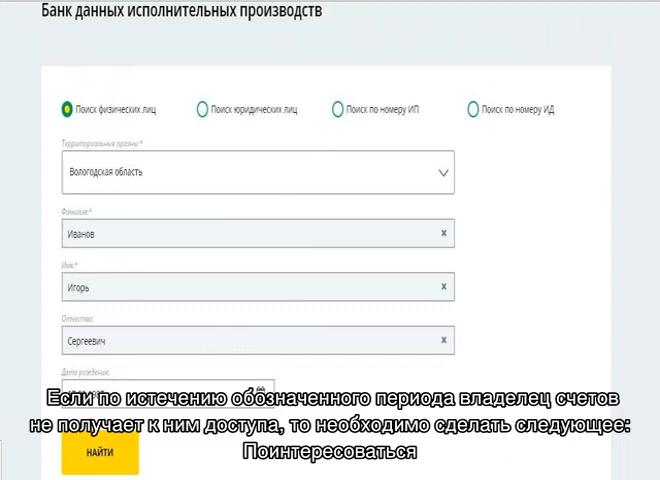 Банк данных исполнительных производств
Поиск физических лиц
Поиск юридических лиц
Поиск по номеру ИП
Поиск по номеру ИД
Территориальные органы:*
Вологодская область
Фамилия:*
Иванов
Имя:*
Игорь
Отчество:
Сергеевич
Дата рождения:
Если по истечению обозначенного периода владелец счетов
не получает к ним доступа, то необходимо сделать следующее:
Поинтересоваться
НАЙТИ